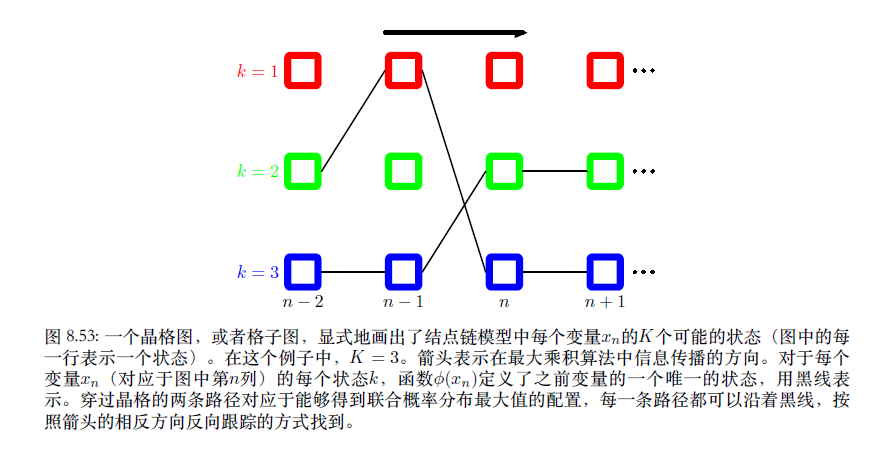 k = 1
k = 2
k = 3
n − 2 n − 1 n n + 1
图 8.53: 一个晶格图，或者格子图，显式地画出了结点链模型中每个变量xₙ的K个可能的状态（图中的每
一行表示一个状态）。在这个例子中，K = 3。箭头表示在最大乘积算法中信息传播的方向。对于每个
变量xₙ（对应于图中第n列）的每个状态k，函数ϕ(xₙ)定义了之前变量的一个唯一的状态，用黑线表
示。穿过晶格的两条路径对应于能够得到联合概率分布最大值的配置，每一条路径都可以沿着黑线，按
照箭头的相反方向反向跟踪的方式找到。